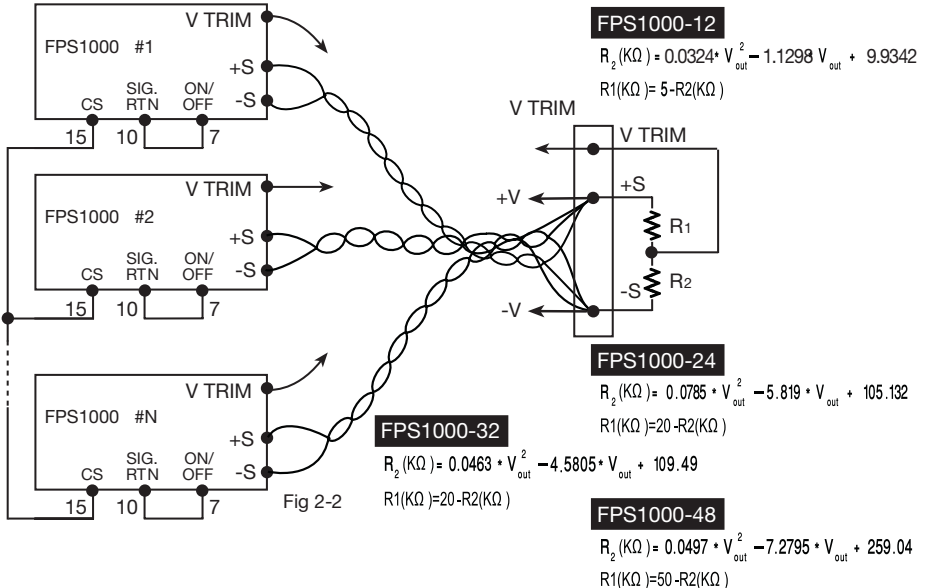 V TRIM
FPS1000 #1
+S
-S
SIG. ON/
CS RTN OFF
15 10 7
V TRIM
FPS1000 #2
+S
-S
SIG. ON/
CS RTN OFF
15 10 7
V TRIM
FPS1000 #N
+S
-S
SIG. ON/
CS RTN OFF
15 10 7
Fig 2-2
V TRIM
V TRIM
+V
+S
R1
R2
-S
-V
FPS1000-12
R2(KΩ) = 0.0324* Vout² − 1.1298 Vout + 9.9342
R1(KΩ)= 5-R2(KΩ)
FPS1000-24
R2(KΩ) = 0.0785 * Vout² − 5.819 * Vout + 105.132
R1(KΩ)=20-R2(KΩ)
FPS1000-32
R2(KΩ) = 0.0463 * Vout² − 4.5805* Vout + 109.49
R1(KΩ)=20-R2(KΩ)
FPS1000-48
R2(KΩ) = 0.0497 * Vout² − 7.2795* Vout + 259.04
R1(KΩ)=50-R2(KΩ)